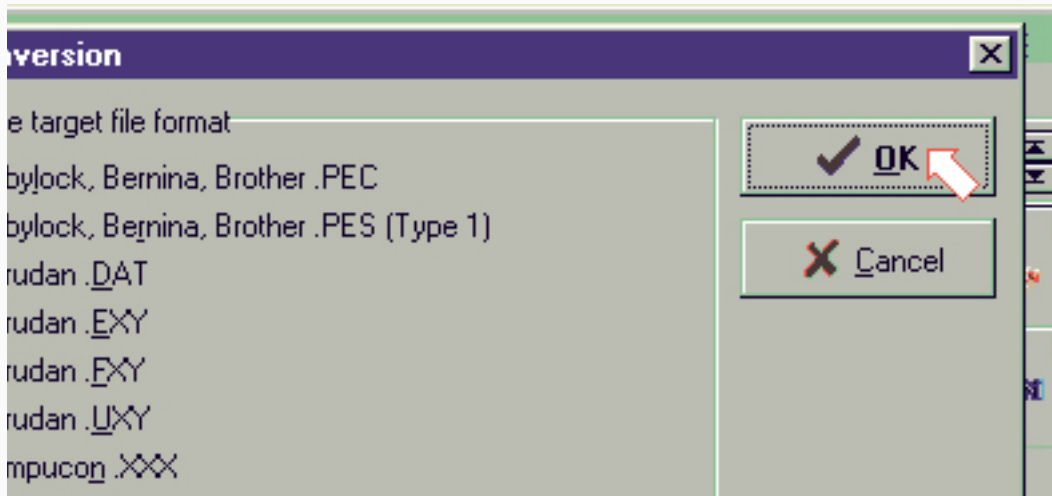 version
e target file format
bylock, Bernina, Brother .PEC
bylock, Bernina, Brother .PES (Type 1)
rudan .DAT
rudan .EXY
rudan .FXY
rudan .UXY
mpucon .XXX
OK
Cancel